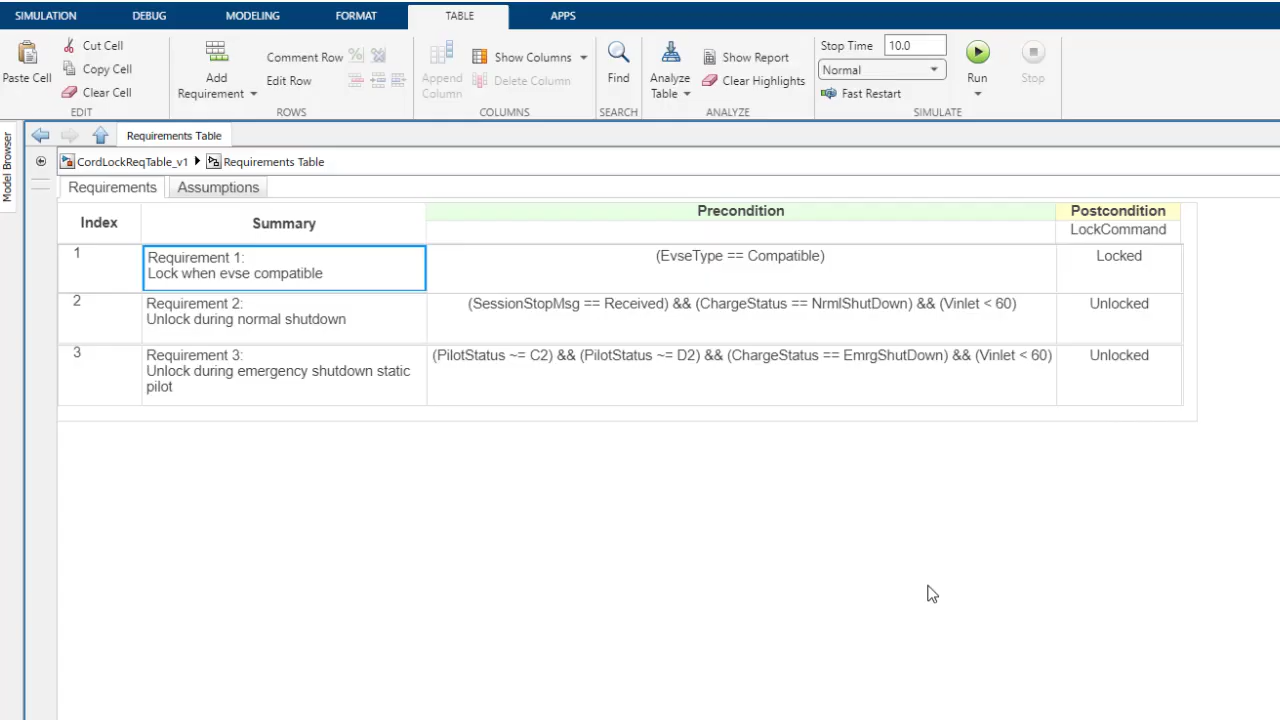 SIMULATION DEBUG MODELING FORMAT TABLE APPS
Paste Cell
Cut Cell
Copy Cell
Clear Cell
EDIT
Add
Requirement
Comment Row
Edit Row
ROWS
Append
Column
Show Columns
Delete Column
COLUMNS
Find
SEARCH
Analyze
Table
Show Report
Clear Highlights
ANALYZE
Stop Time 10.0
Normal
Fast Restart
Run
Stop
SIMULATE
Model Browser
Requirements Table
CordLockReqTable_v1 Requirements Table
Requirements Assumptions
Index Summary Precondition Postcondition
LockCommand
1 Requirement 1:
Lock when evse compatible
(EvseType == Compatible) Locked
2 Requirement 2:
Unlock during normal shutdown
(SessionStopMsg == Received) && (ChargeStatus == NrmlShutDown) && (Vinlet < 60) Unlocked
3 Requirement 3:
Unlock during emergency shutdown static
pilot
(PilotStatus ~= C2) && (PilotStatus ~= D2) && (ChargeStatus == EmrgShutDown) && (Vinlet < 60) Unlocked